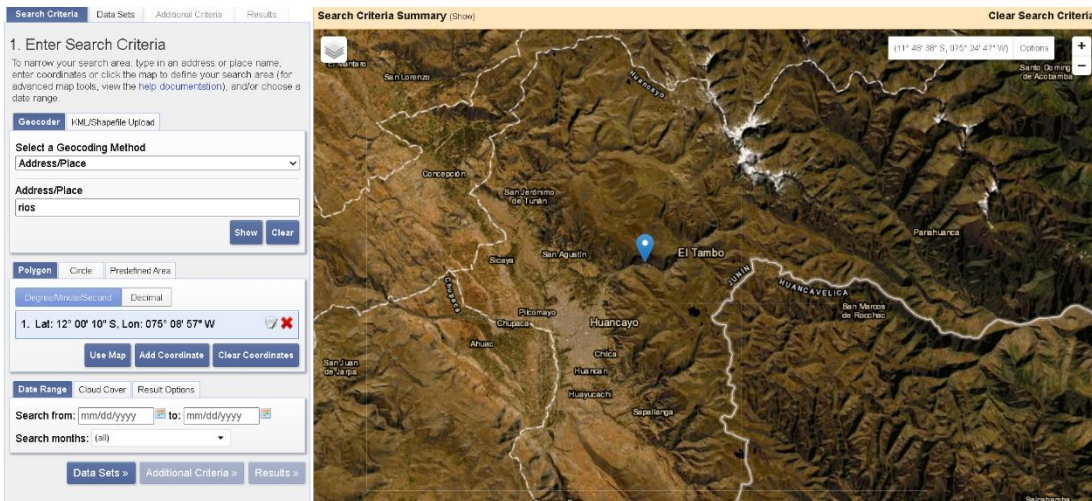 Search Criteria
Data Sets
Additional Criteria
Results
1. Enter Search Criteria
To narrow your search area: type in an address or place name,
enter coordinates or click the map to define your search area (for
advanced map tools, view the help documentation), and/or choose a
date range.
Geocoder
KML/Shapefile Upload
Select a Geocoding Method
Address/Place
Address/Place
rios
Show
Clear
Polygon
Circle
Predefined Area
Degree/Minute/Second
Decimal
1. Lat: 12° 00' 10" S, Lon: 075° 08' 57" W
Use Map
Add Coordinate
Clear Coordinates
Date Range
Cloud Cover
Result Options
Search from: mm/dd/yyyy to: mm/dd/yyyy
Search months: (all)
Data Sets »
Additional Criteria »
Results »
Search Criteria Summary (Show)
Clear Search Criteria
(11° 48' 38" S, 075° 24' 47" W)
Options
+
−
El Mantaro
San Lorenzo
Huancayo
Santo Domingo
de Acobamba
Concepción
San Jerónimo
de Tunán
Pariahuanca
Sicaya
San Agustín
El Tambo
JUNÍN
HUANCAVELICA
Chupaca
San Marcos
de Rocchac
Pilcomayo
Chupaca
Huancayo
Ahuac
Chilca
San Juan
de Jarpa
Huancan
Huayucachi
Sapallanga
Salcabamba